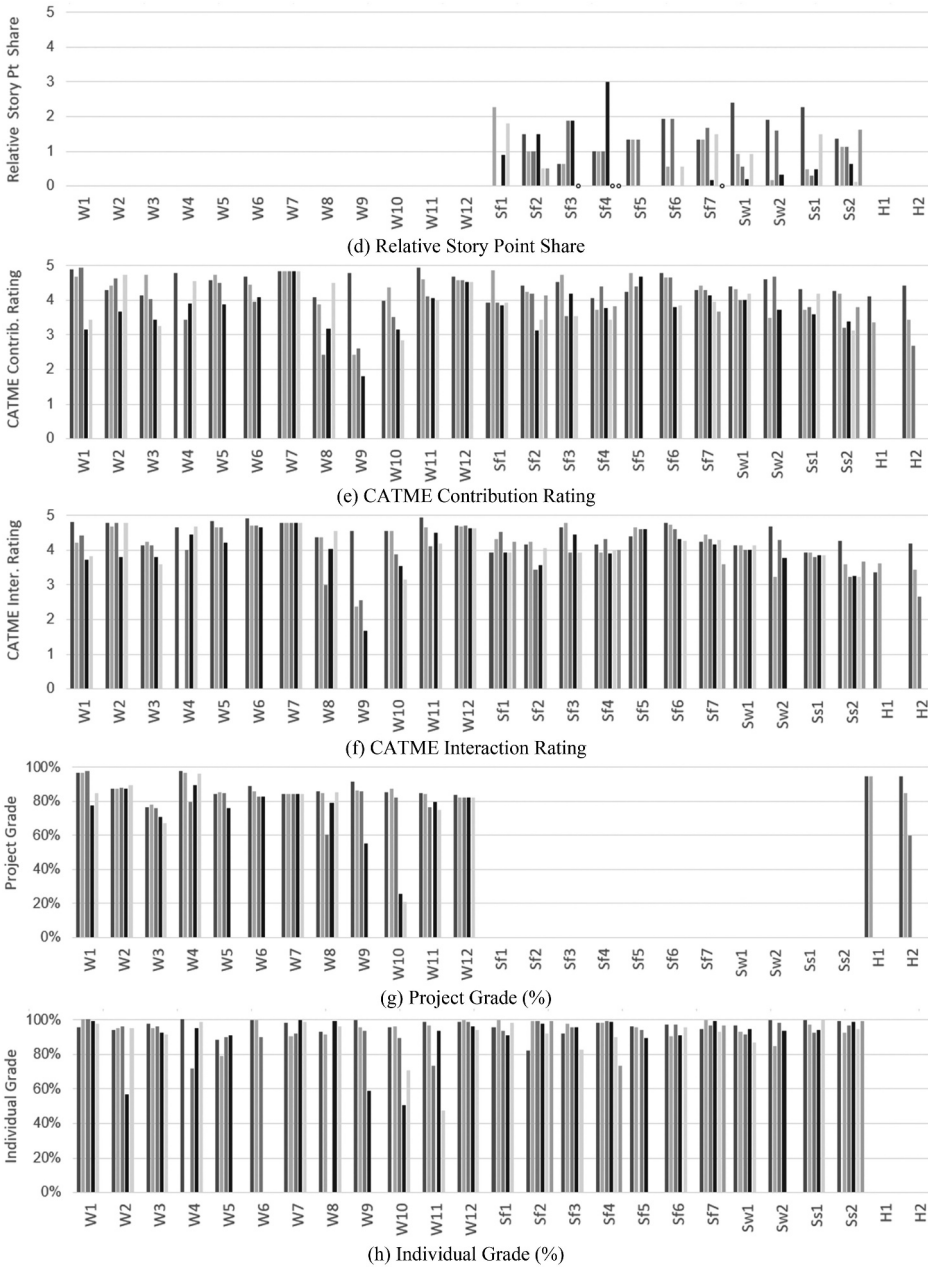 Relative Story Pt Share
5
4
3
2
1
0
W1 W2 W3 W4 W5 W6 W7 W8 W9 W10 W11 W12 Sf1 Sf2 Sf3 Sf4 Sf5 Sf6 Sf7 Sw1 Sw2 Ss1 Ss2 H1 H2
(d) Relative Story Point Share
CATME Contrib. Rating
5
4
3
2
1
0
W1 W2 W3 W4 W5 W6 W7 W8 W9 W10 W11 W12 Sf1 Sf2 Sf3 Sf4 Sf5 Sf6 Sf7 Sw1 Sw2 Ss1 Ss2 H1 H2
(e) CATME Contribution Rating
CATME Inter. Rating
5
4
3
2
1
0
W1 W2 W3 W4 W5 W6 W7 W8 W9 W10 W11 W12 Sf1 Sf2 Sf3 Sf4 Sf5 Sf6 Sf7 Sw1 Sw2 Ss1 Ss2 H1 H2
(f) CATME Interaction Rating
Project Grade
100%
80%
60%
40%
20%
0%
W1 W2 W3 W4 W5 W6 W7 W8 W9 W10 W11 W12 Sf1 Sf2 Sf3 Sf4 Sf5 Sf6 Sf7 Sw1 Sw2 Ss1 Ss2 H1 H2
(g) Project Grade (%)
Individual Grade
100%
80%
60%
40%
20%
0%
W1 W2 W3 W4 W5 W6 W7 W8 W9 W10 W11 W12 Sf1 Sf2 Sf3 Sf4 Sf5 Sf6 Sf7 Sw1 Sw2 Ss1 Ss2 H1 H2
(h) Individual Grade (%)